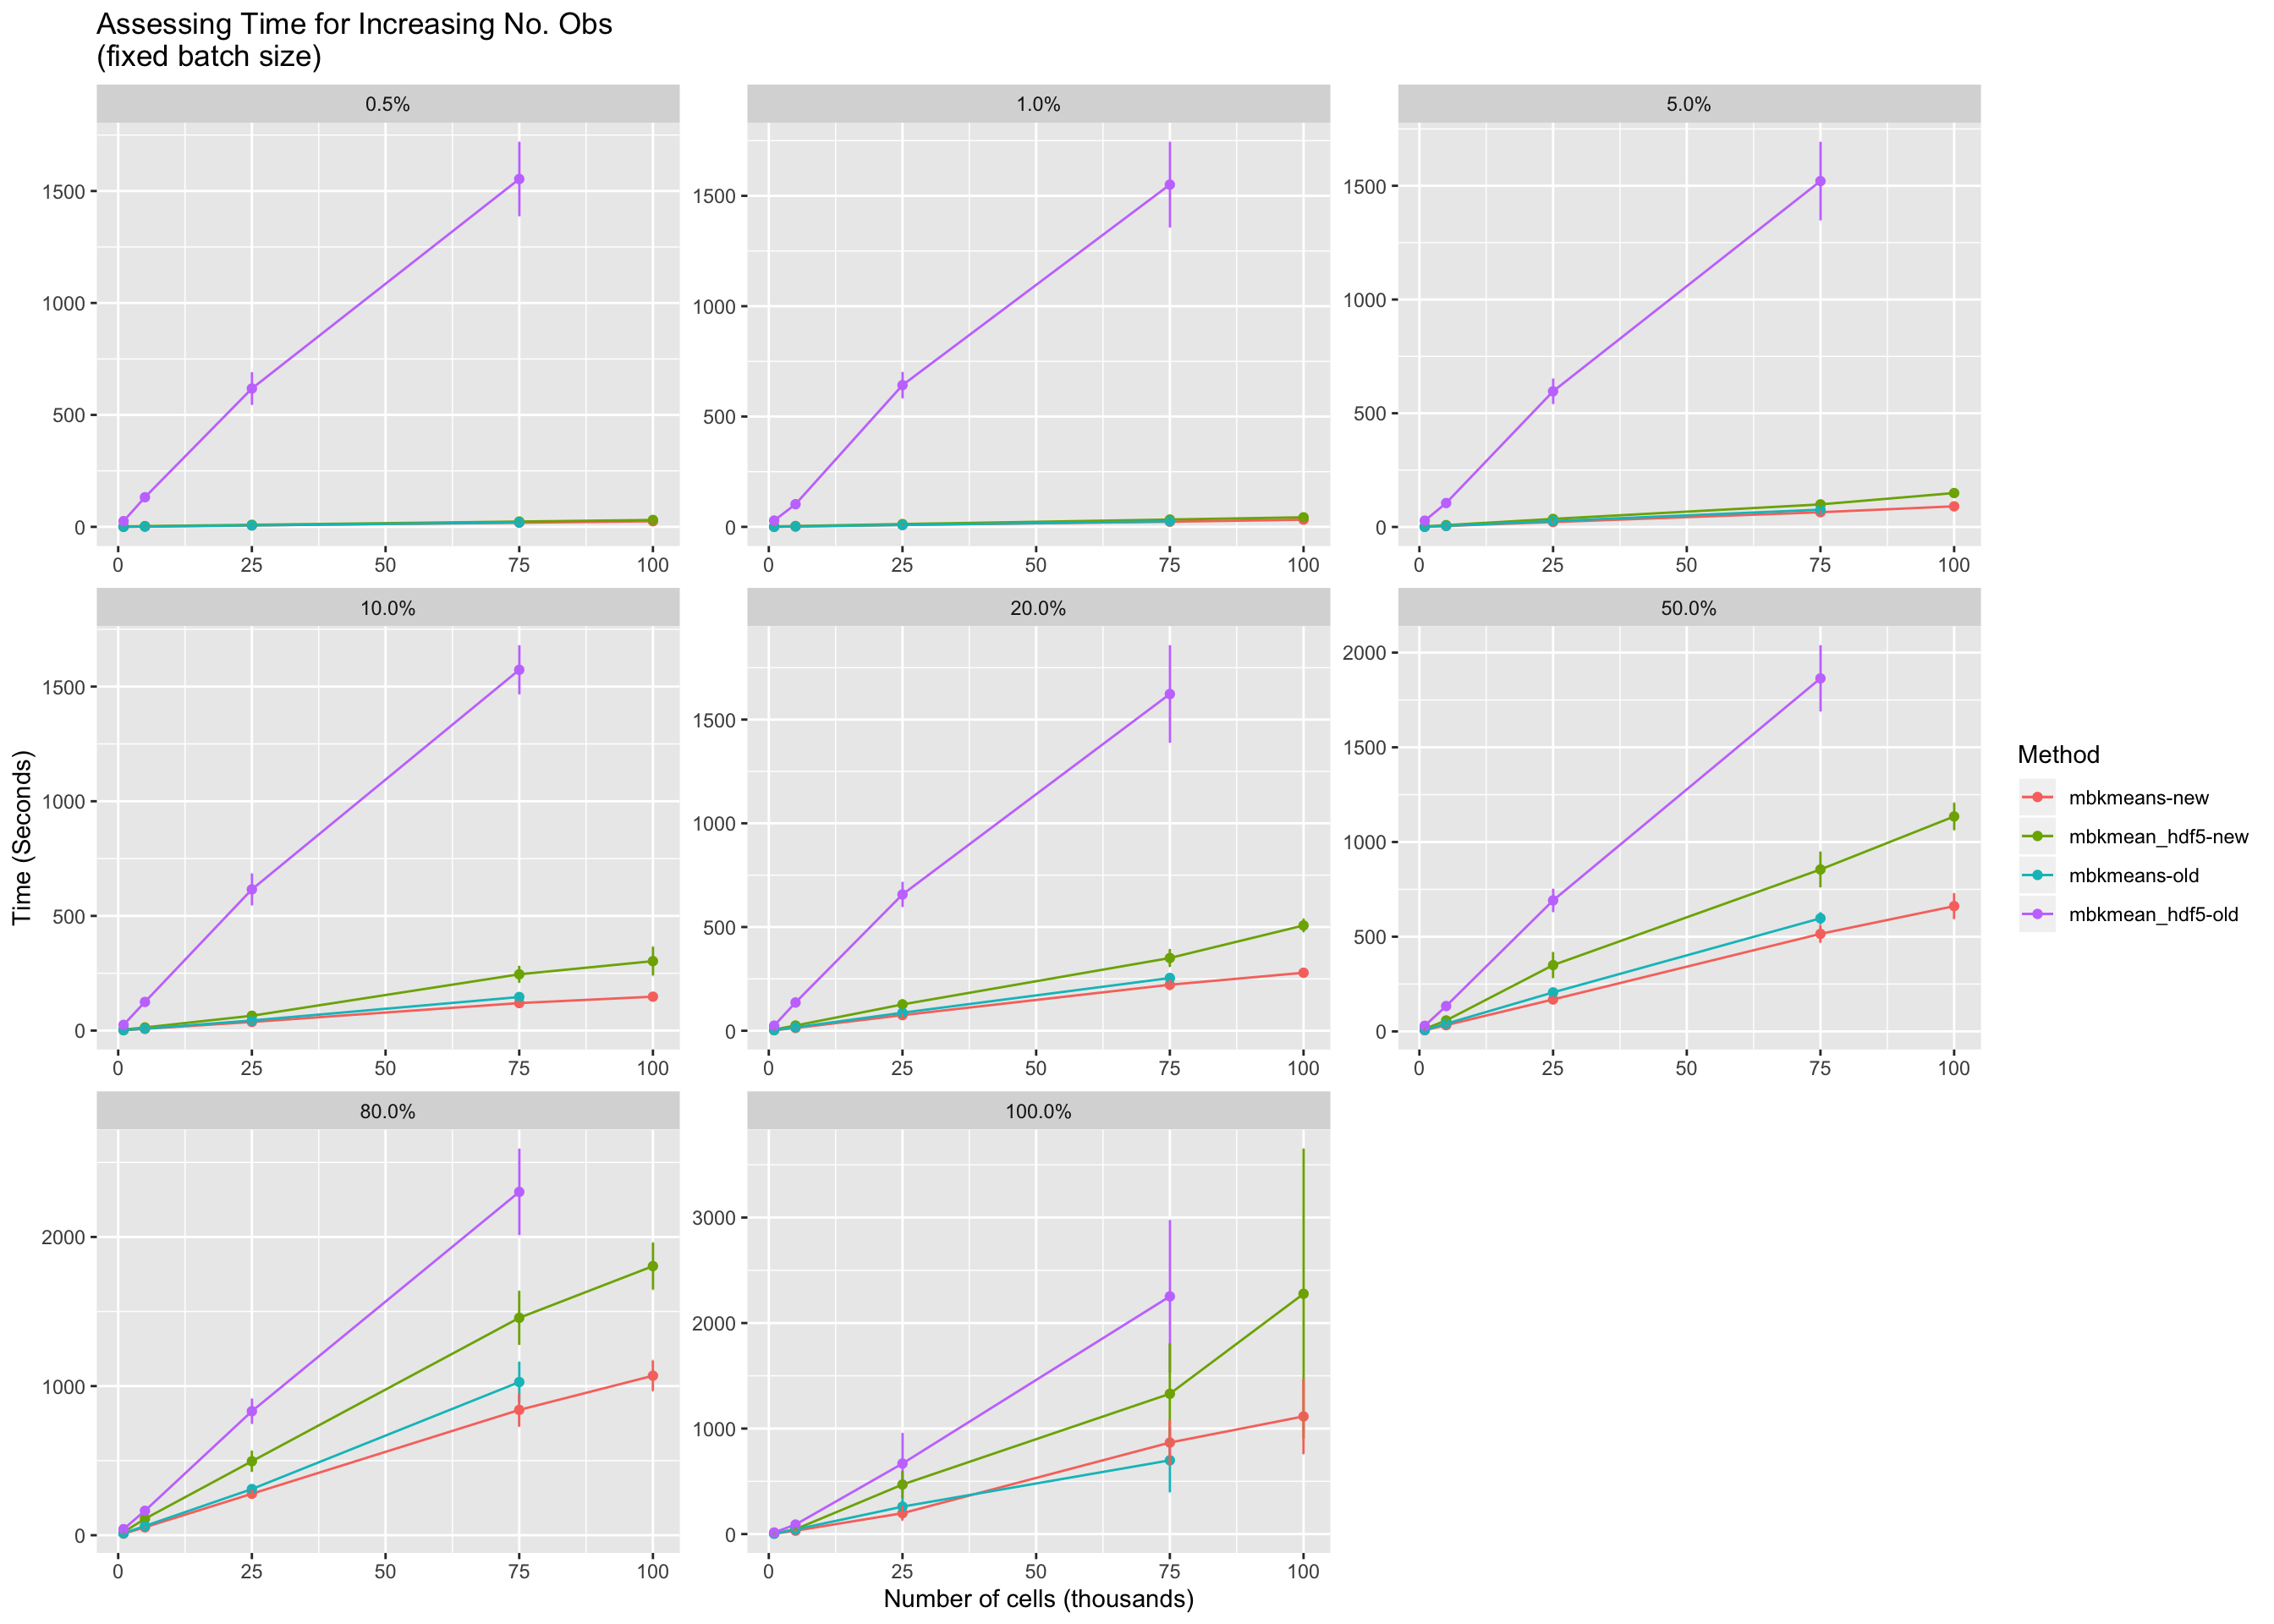 Assessing Time for Increasing No. Obs
(fixed batch size)
0.5%
1.0%
5.0%
1500
1000
500
0
0 25 50 75 100
1500
1000
500
0
0 25 50 75 100
1500
1000
500
0
0 25 50 75 100
10.0%
20.0%
50.0%
1500
1000
500
0
0 25 50 75 100
1500
1000
500
0
0 25 50 75 100
2000
1500
1000
500
0
0 25 50 75 100
80.0%
100.0%
2000
1000
0
0 25 50 75 100
3000
2000
1000
0
0 25 50 75 100
Time (Seconds)
Number of cells (thousands)
Method
mbkmeans-new
mbkmean_hdf5-new
mbkmeans-old
mbkmean_hdf5-old